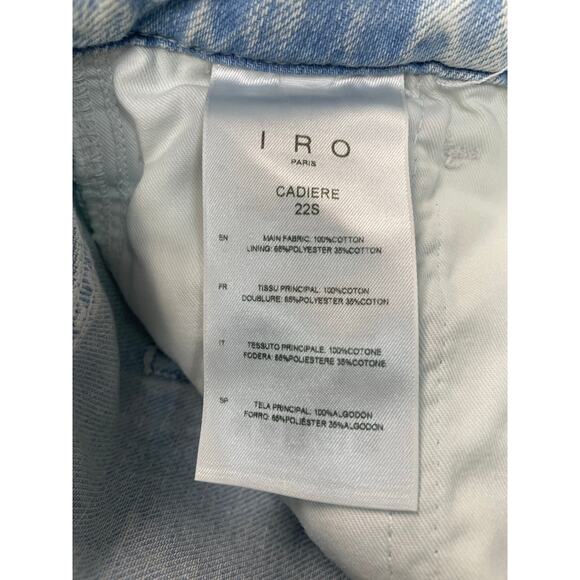 IRO
PARIS
CADIERE
22S
EN
MAIN FABRIC: 100%COTTON
LINING: 65%POLYESTER 35%COTTON
FR
TISSU PRINCIPAL: 100%COTON
DOUBLURE: 65%POLYESTER 35%COTON
IT
TESSUTO PRINCIPALE: 100%COTONE
FODERA: 65%POLIESTERE 35%COTONE
SP
TELA PRINCIPAL: 100%ALGODON
FORRO: 65%POLIÉSTER 35%ALGODON